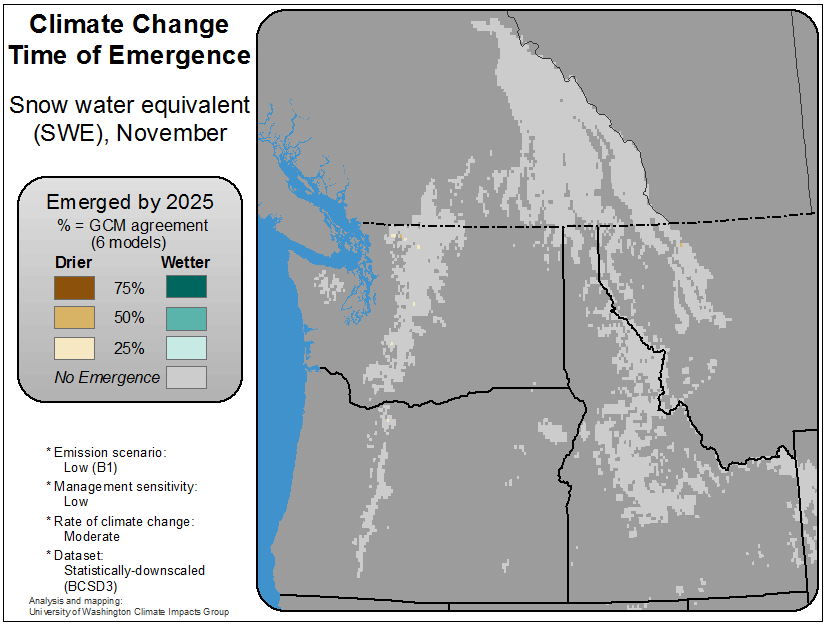 Climate Change
Time of Emergence
Snow water equivalent
(SWE), November
Emerged by 2025
% = GCM agreement
(6 models)
Drier Wetter
75%
50%
25%
No Emergence
* Emission scenario:
Low (B1)
* Management sensitivity:
Low
* Rate of climate change:
Moderate
* Dataset:
Statistically-downscaled
(BCSD3)
Analysis and mapping:
University of Washington Climate Impacts Group